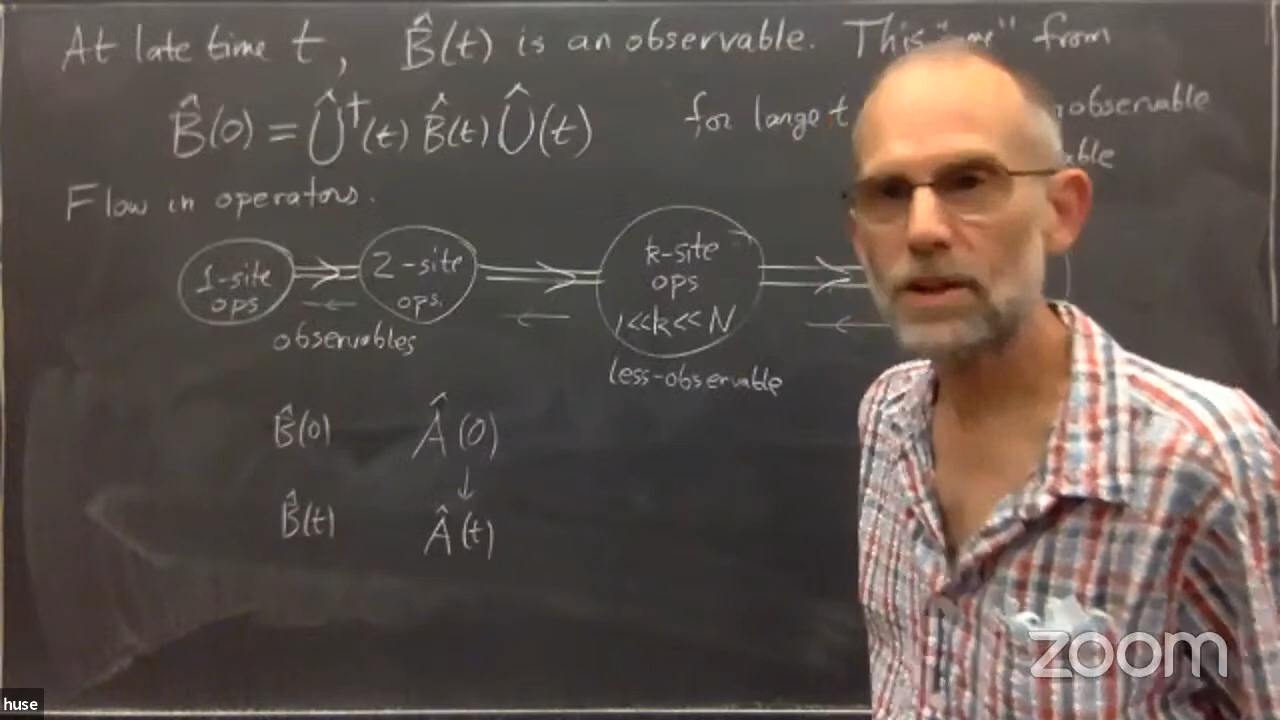 At late time t, B̂(t) is an observable. This from
B̂(0) = Û†(t) B̂(t) Û(t) for large t observable
Flow in operators.
1-site ops 2-site ops. k-site ops 1<<k<<N
observables less-observable
B̂(0) Â(0)
↓
B̂(t) Â(t)
zoom
huse